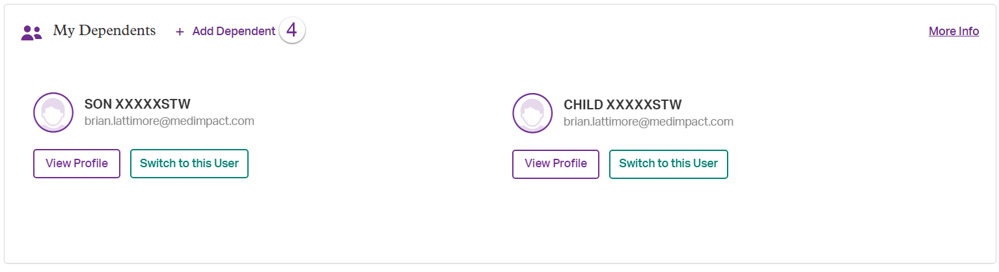 My Dependents + Add Dependent 4 More Info
SON XXXXXSTW
brian.lattimore@medimpact.com
View Profile Switch to this User
CHILD XXXXXSTW
brian.lattimore@medimpact.com
View Profile Switch to this User